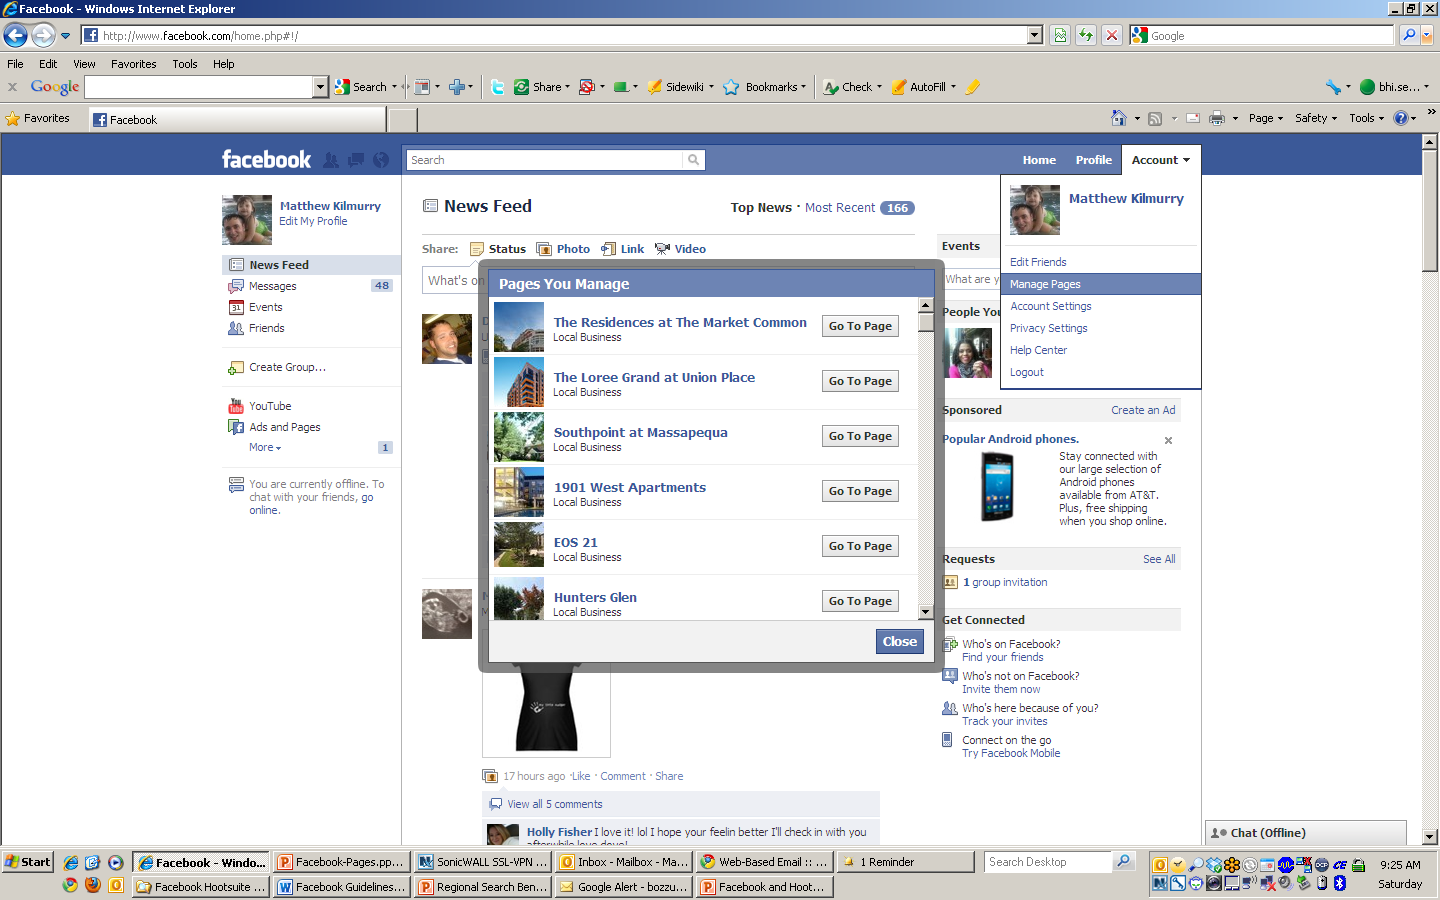 Facebook - Windows Internet Explorer
http://www.facebook.com/home.php#!/
Google
File Edit View Favorites Tools Help
Google Search Share Sidewiki Bookmarks Check AutoFill bhi.se...
Favorites Facebook Page Safety Tools
facebook Search Home Profile Account
Matthew Kilmurry
Edit My Profile
News Feed
Messages 48
Events
Friends
Create Group...
YouTube
Ads and Pages
More 1
You are currently offline. To
chat with your friends, go
online.
News Feed Top News · Most Recent 166
Share: Status Photo Link Video
What's on
Pages You Manage
The Residences at The Market Common
Local Business
Go To Page
The Loree Grand at Union Place
Local Business
Go To Page
Southpoint at Massapequa
Local Business
Go To Page
1901 West Apartments
Local Business
Go To Page
EOS 21
Local Business
Go To Page
Hunters Glen
Local Business
Go To Page
Close
17 hours ago · Like · Comment · Share
View all 5 comments
Holly Fisher I love it! lol I hope your feelin better I'll check in with you
Matthew Kilmurry
Edit Friends
Manage Pages
Account Settings
Privacy Settings
Help Center
Logout
Events
What are y
People You
Sponsored Create an Ad
Popular Android phones.
Stay connected with
our large selection of
Android phones
available from AT&T.
Plus, free shipping
when you shop online.
Requests See All
1 group invitation
Get Connected
Who's on Facebook?
Find your friends
Who's not on Facebook?
Invite them now
Who's here because of you?
Track your invites
Connect on the go
Try Facebook Mobile
Chat (Offline)
Start Facebook - Windo... Facebook-Pages.pp... SonicWALL SSL-VPN ... Inbox - Mailbox - Ma... Web-Based Email :: ... 1 Reminder Search Desktop 9:25 AM
Facebook Hootsuite ... Facebook Guidelines... Regional Search Ben... Google Alert - bozzu... Facebook and Hoot... Saturday